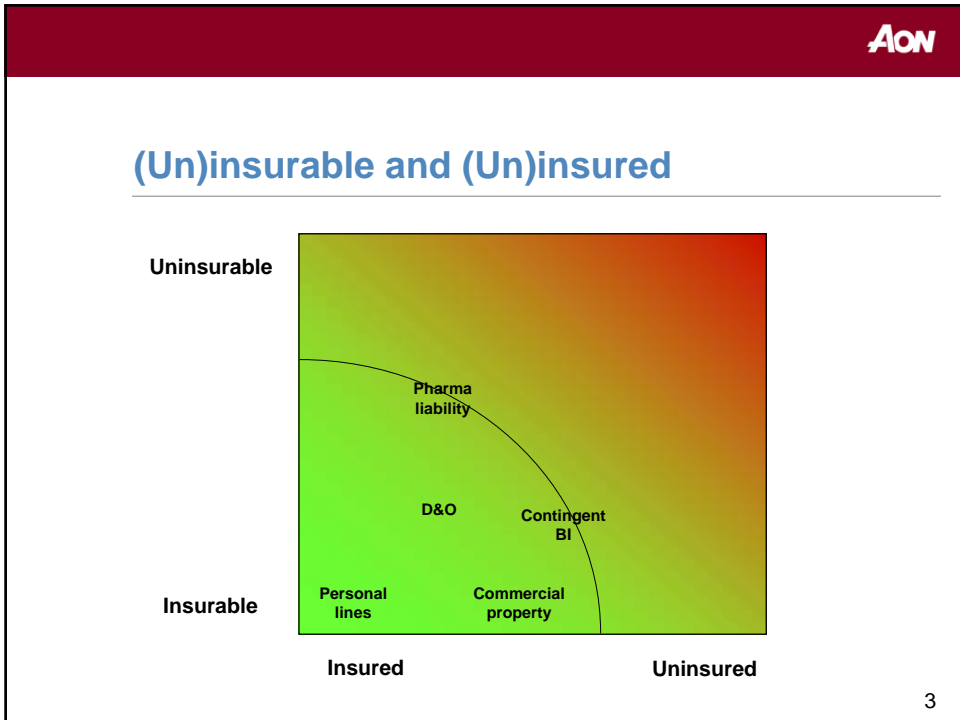 AON
(Un)insurable and (Un)insured
Uninsurable
Pharma
liability
D&O
Contingent
BI
Insurable
Personal
lines
Commercial
property
Insured
Uninsured
3